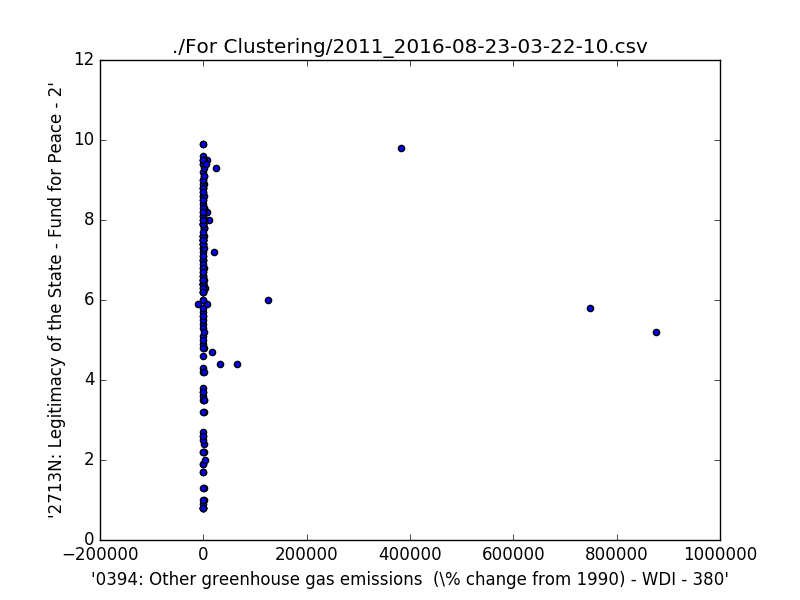 ./For Clustering/2011_2016-08-23-03-22-10.csv
'2713N: Legitimacy of the State - Fund for Peace - 2'
12
10
8
6
4
2
0
−200000 0 200000 400000 600000 800000 1000000
'0394: Other greenhouse gas emissions  (\% change from 1990) - WDI - 380'